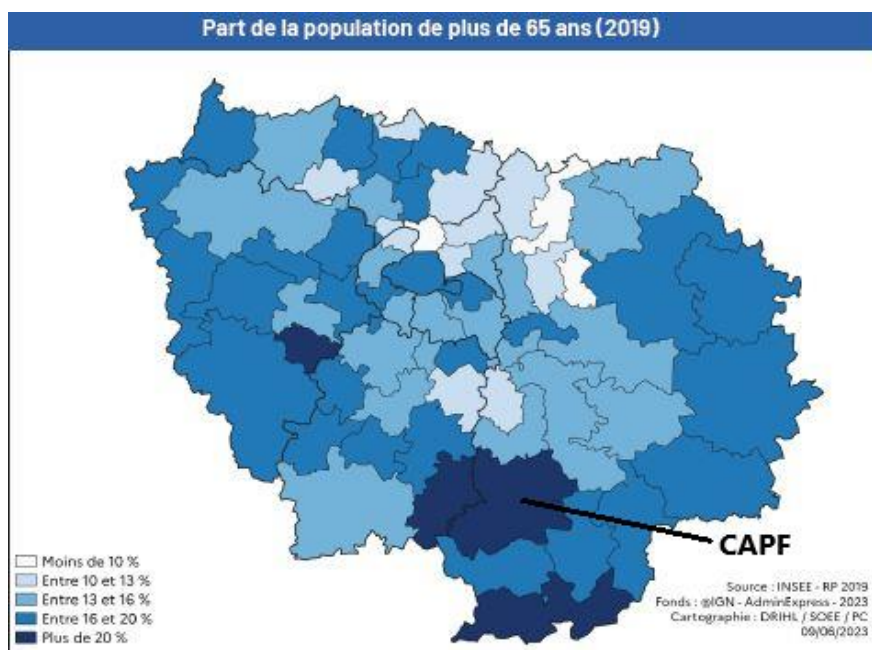 Part de la population de plus de 65 ans (2019)
CAPF
Moins de 10 %
Entre 10 et 13 %
Entre 13 et 16 %
Entre 16 et 20 %
Plus de 20 %
Source : INSEE - RP 2019
Fonds : @IGN - AdminExpress - 2023
Cartographie : DRIHL / SOEE / PC
09/06/2023